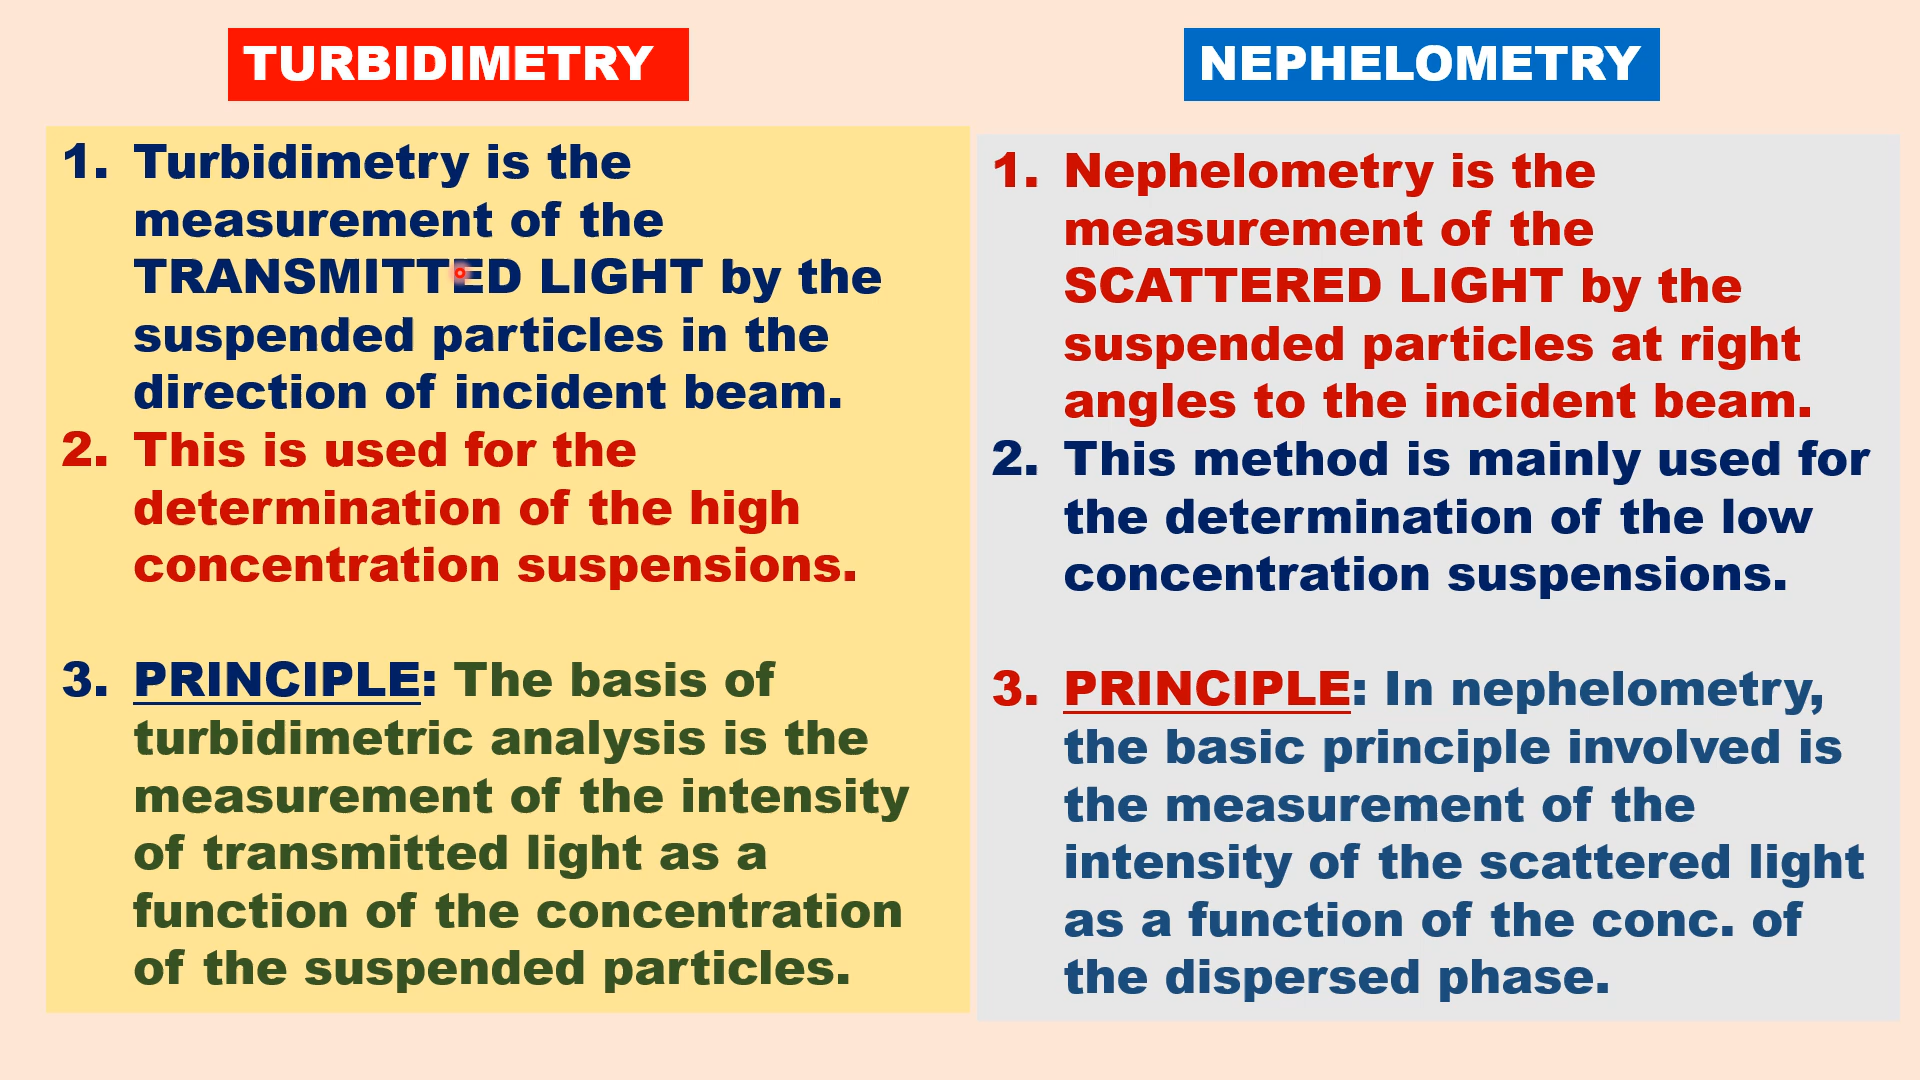 TURBIDIMETRY
1. Turbidimetry is the
measurement of the
TRANSMITTED LIGHT by the
suspended particles in the
direction of incident beam.
2. This is used for the
determination of the high
concentration suspensions.
3. PRINCIPLE: The basis of
turbidimetric analysis is the
measurement of the intensity
of transmitted light as a
function of the concentration
of the suspended particles.
NEPHELOMETRY
1. Nephelometry is the
measurement of the
SCATTERED LIGHT by the
suspended particles at right
angles to the incident beam.
2. This method is mainly used for
the determination of the low
concentration suspensions.
3. PRINCIPLE: In nephelometry,
the basic principle involved is
the measurement of the
intensity of the scattered light
as a function of the conc. of
the dispersed phase.